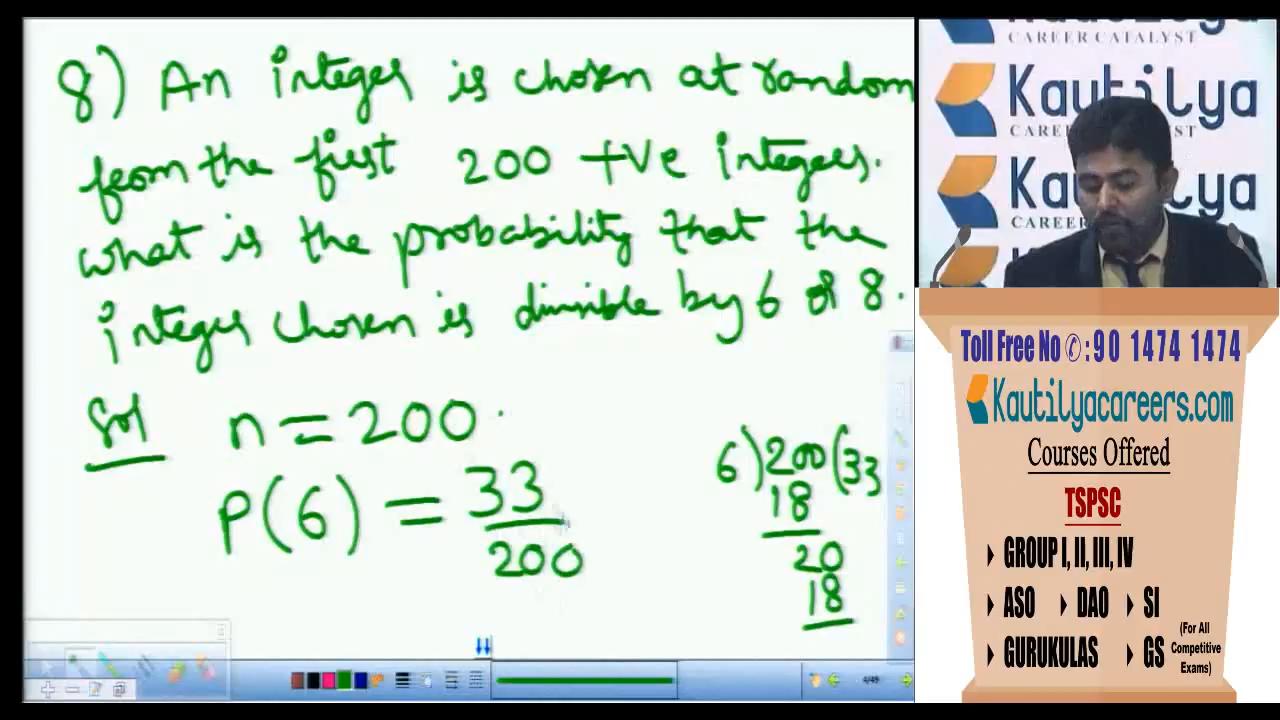 8) An integer is chosen at random
from the first 200 +ve integers.
what is the probability that the
integer chosen is divisible by 6 or 8.
Sol n = 200
P(6) = 33
200
6)200(33
18
20
18
4/49
CAREER CATALYST
Kautilya
CAREER CATALYST
Kautilya
Toll Free No ✆: 90 1474 1474
Kautilyacareers.com
Courses Offered
TSPSC
GROUP I, II, III, IV
ASO DAO SI
GURUKULAS GS (For All Competitive Exams)